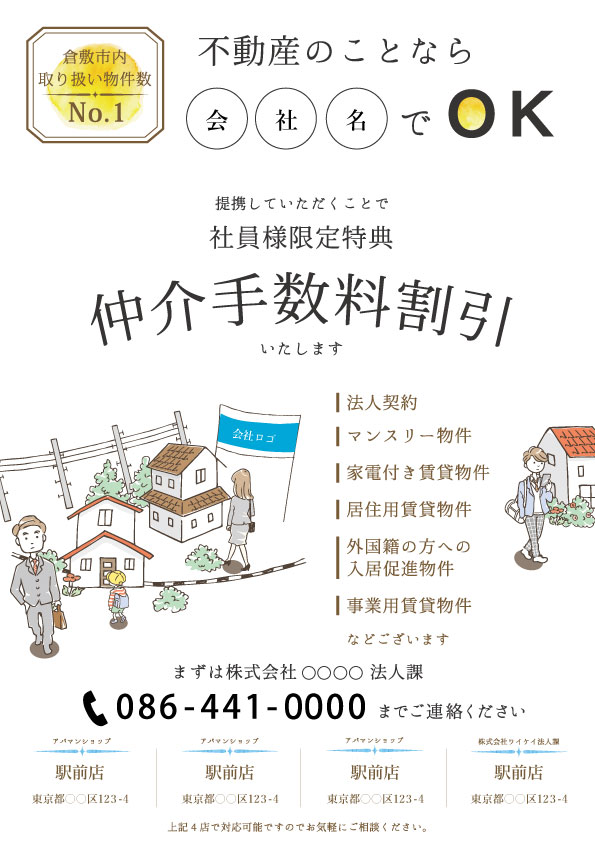 倉敷市内
取り扱い物件数
No.1
不動産のことなら
会社名でOK
提携していただくことで
社員様限定特典
仲介手数料割引
いたします
会社ロゴ
法人契約
マンスリー物件
家電付き賃貸物件
居住用賃貸物件
外国籍の方への
入居促進物件
事業用賃貸物件
などございます
まずは株式会社 ○○○○ 法人課
086-441-0000 までご連絡ください
アパマンショップ
駅前店
東京都○○区123-4
アパマンショップ
駅前店
東京都○○区123-4
アパマンショップ
駅前店
東京都○○区123-4
株式会社ワイケイ法人課
駅前店
東京都○○区123-4
上記4店で対応可能ですのでお気軽にご相談ください。